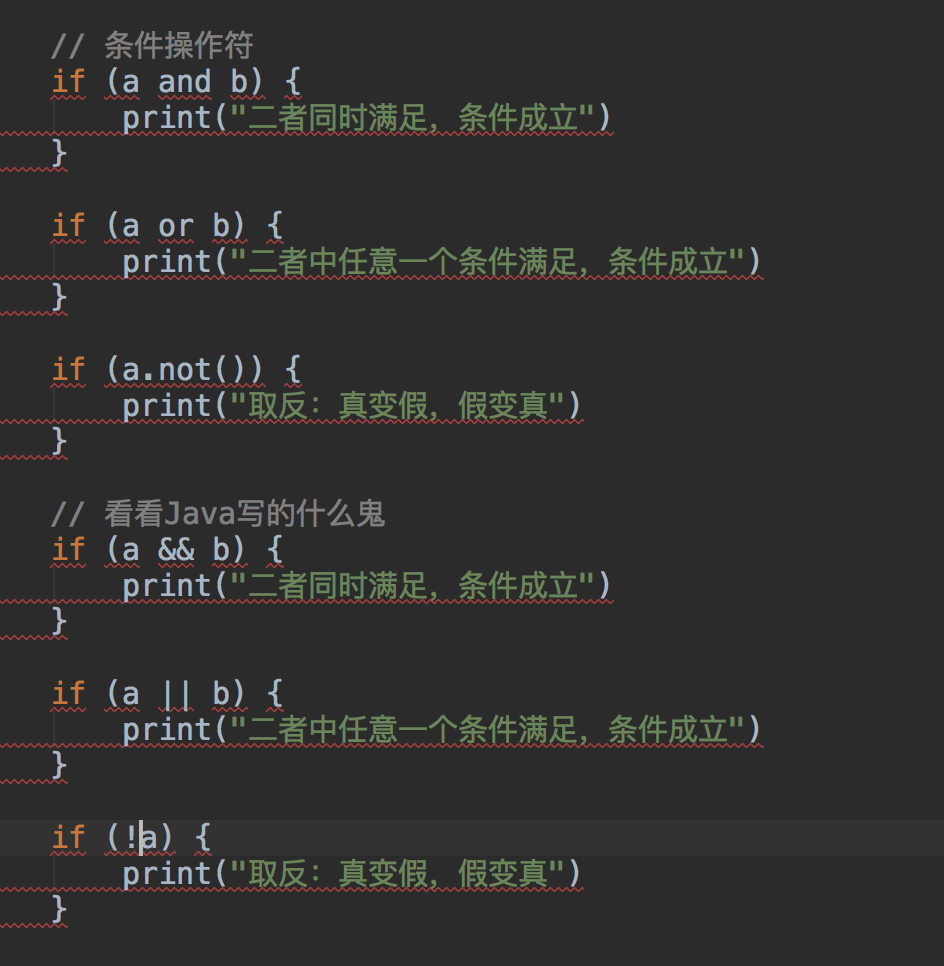 // 条件操作符
if (a and b) {
print("二者同时满足，条件成立")
}
if (a or b) {
print("二者中任意一个条件满足，条件成立")
}
if (a.not()) {
print("取反：真变假，假变真")
}
// 看看Java写的什么鬼
if (a && b) {
print("二者同时满足，条件成立")
}
if (a || b) {
print("二者中任意一个条件满足，条件成立")
}
if (!a) {
print("取反：真变假，假变真")
}